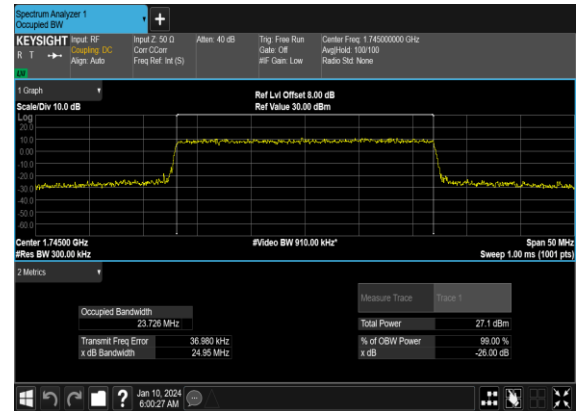 Spectrum Analyzer 1
Occupied BW
KEYSIGHT Input: RF Input Z: 50 Ω Atten: 40 dB Trig: Free Run Center Freq: 1.745000000 GHz
R T Coupling: DC Corr CCorr Gate: Off Avg|Hold: 100/100
Align: Auto Freq Ref: Int (S) #IF Gain: Low Radio Std: None
1 Graph Ref Lvl Offset 8.00 dB
Scale/Div 10.0 dB Ref Value 30.00 dBm
Log
20.0
10.0
0.00
-10.0
-20.0
-30.0
-40.0
-50.0
-60.0
Center 1.74500 GHz #Video BW 910.00 kHz* Span 50 MHz
#Res BW 300.00 kHz Sweep 1.00 ms (1001 pts)
2 Metrics
Measure Trace Trace 1
Occupied Bandwidth
23.726 MHz Total Power 27.1 dBm
Transmit Freq Error 36.980 kHz % of OBW Power 99.00 %
x dB Bandwidth 24.95 MHz x dB -26.00 dB
Jan 10, 2024
6:00:27 AM